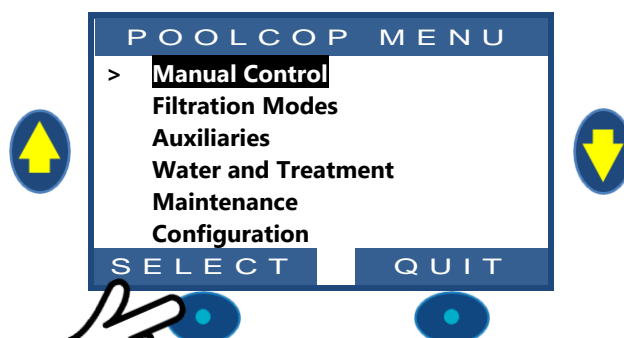 POOLCOP MENU
> Manual Control
Filtration Modes
Auxiliaries
Water and Treatment
Maintenance
Configuration
SELECT QUIT